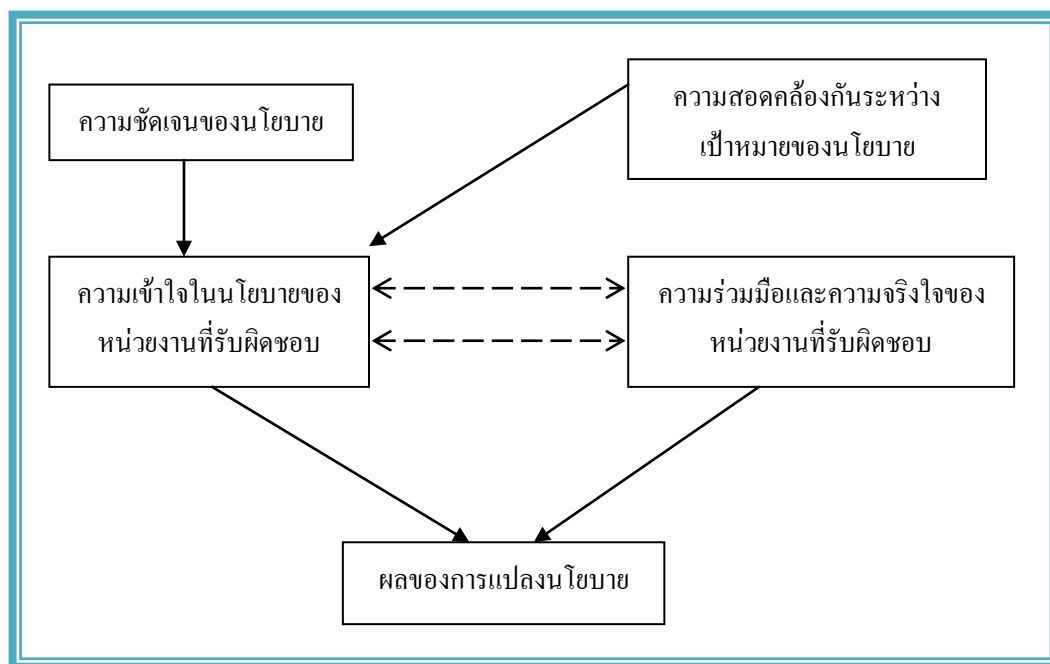 ความชัดเจนของนโยบาย
ความสอดคล้องกันระหว่าง
เป้าหมายของนโยบาย
ความเข้าใจในนโยบายของ
หน่วยงานที่รับผิดชอบ
ความร่วมมือและความจริงใจของ
หน่วยงานที่รับผิดชอบ
ผลของการแปลงนโยบาย